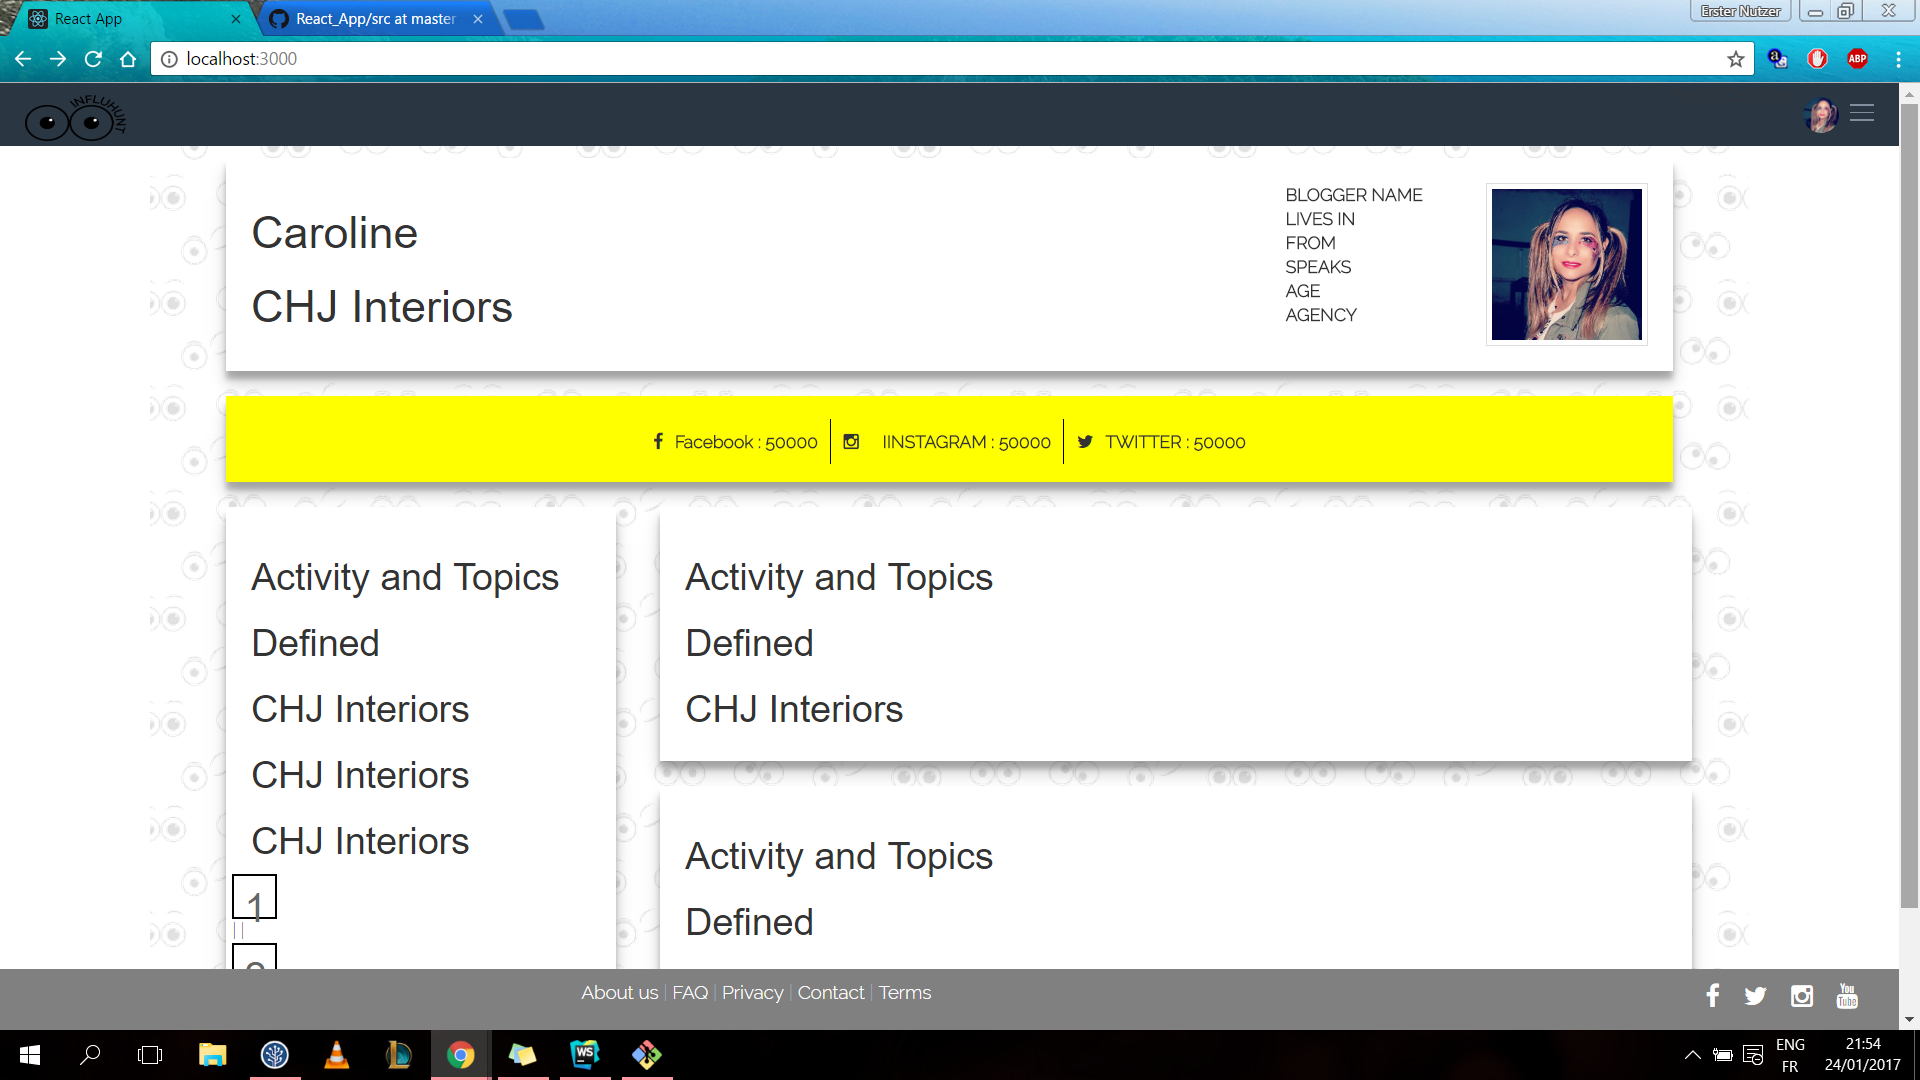 React App
React_App/src at master
Erster Nutzer
localhost:3000
ABP
INFLUHUNT
Caroline
CHJ Interiors
BLOGGER NAME
LIVES IN
FROM
SPEAKS
AGE
AGENCY
Facebook : 50000
IINSTAGRAM : 50000
TWITTER : 50000
Activity and Topics
Defined
CHJ Interiors
CHJ Interiors
CHJ Interiors
1
Activity and Topics
Defined
CHJ Interiors
Activity and Topics
Defined
About us | FAQ | Privacy | Contact | Terms
You Tube
WS
ENG
FR
21:54
24/01/2017